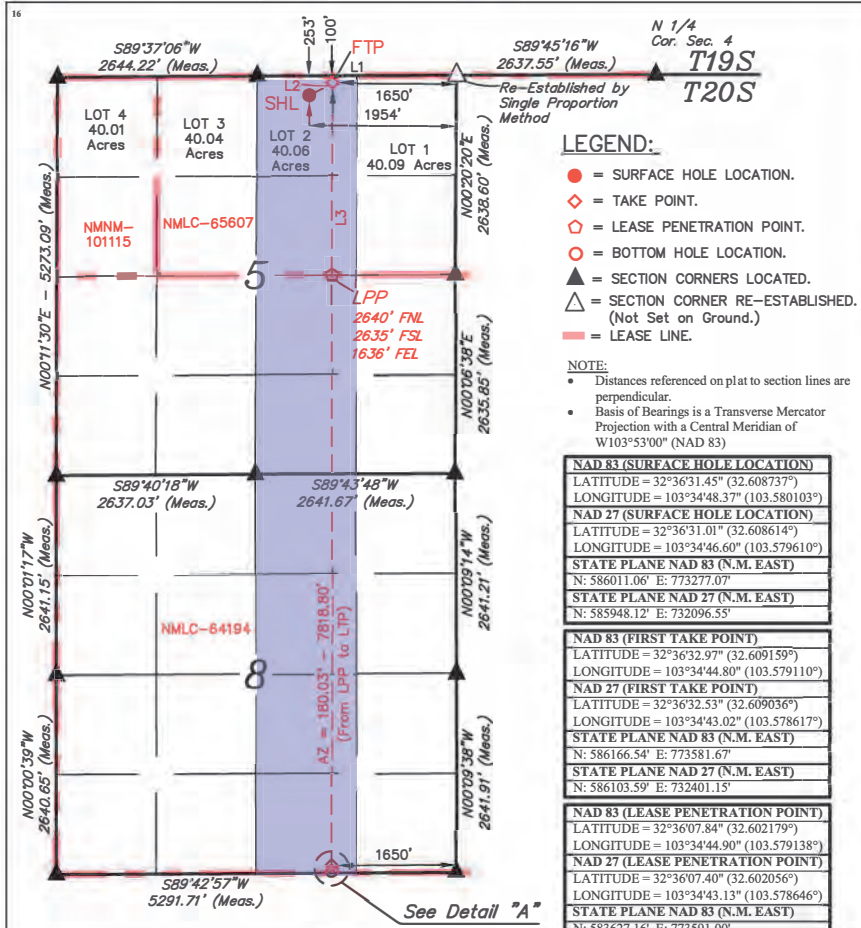 16
S89°37'06"W
2644.22' (Meas.)
253'
100'
FTP
L1
L2
SHL
S89°45'16"W
2637.55' (Meas.)
N 1/4
Cor. Sec. 4
T19S
T20S
1650'
1954'
Re-Established by
Single Proportion
Method
LOT 4
40.01
Acres
LOT 3
40.04
Acres
LOT 2
40.06
Acres
LOT 1
40.09 Acres
N00°20'20"E
2638.60' (Meas.)
NMNM-
101115
NMLC-65607
L3
5
LPP
2640' FNL
2635' FSL
1636' FEL
N00°11'30"E - 5273.09' (Meas.)
N00°06'38"E
2635.85' (Meas.)
S89°40'18"W
2637.03' (Meas.)
S89°43'48"W
2641.67' (Meas.)
N00°01'17"W
2641.15' (Meas.)
N00°09'14"W
2641.21' (Meas.)
NMLC-64194
8
AZ = 180.03° - 7818.80'
(From LPP to LTP)
N00°00'39"W
2640.65' (Meas.)
N00°09'38"W
2641.91' (Meas.)
1650'
S89°42'57"W
5291.71' (Meas.)
See Detail "A"
LEGEND:
= SURFACE HOLE LOCATION.
= TAKE POINT.
= LEASE PENETRATION POINT.
= BOTTOM HOLE LOCATION.
= SECTION CORNERS LOCATED.
= SECTION CORNER RE-ESTABLISHED.
(Not Set on Ground.)
= LEASE LINE.
NOTE:
• Distances referenced on plat to section lines are
perpendicular.
• Basis of Bearings is a Transverse Mercator
Projection with a Central Meridian of
W103°53'00" (NAD 83)
NAD 83 (SURFACE HOLE LOCATION)
LATITUDE = 32°36'31.45" (32.608737°)
LONGITUDE = 103°34'48.37" (103.580103°)
NAD 27 (SURFACE HOLE LOCATION)
LATITUDE = 32°36'31.01" (32.608614°)
LONGITUDE = 103°34'46.60" (103.579610°)
STATE PLANE NAD 83 (N.M. EAST)
N: 586011.06' E: 773277.07'
STATE PLANE NAD 27 (N.M. EAST)
N: 585948.12' E: 732096.55'
NAD 83 (FIRST TAKE POINT)
LATITUDE = 32°36'32.97" (32.609159°)
LONGITUDE = 103°34'44.80" (103.579110°)
NAD 27 (FIRST TAKE POINT)
LATITUDE = 32°36'32.53" (32.609036°)
LONGITUDE = 103°34'43.02" (103.578617°)
STATE PLANE NAD 83 (N.M. EAST)
N: 586166.54' E: 773581.67'
STATE PLANE NAD 27 (N.M. EAST)
N: 586103.59' E: 732401.15'
NAD 83 (LEASE PENETRATION POINT)
LATITUDE = 32°36'07.84" (32.602179°)
LONGITUDE = 103°34'44.90" (103.579138°)
NAD 27 (LEASE PENETRATION POINT)
LATITUDE = 32°36'07.40" (32.602056°)
LONGITUDE = 103°34'43.13" (103.578646°)
STATE PLANE NAD 83 (N.M. EAST)
N: 583627.16' E: 773591.00'